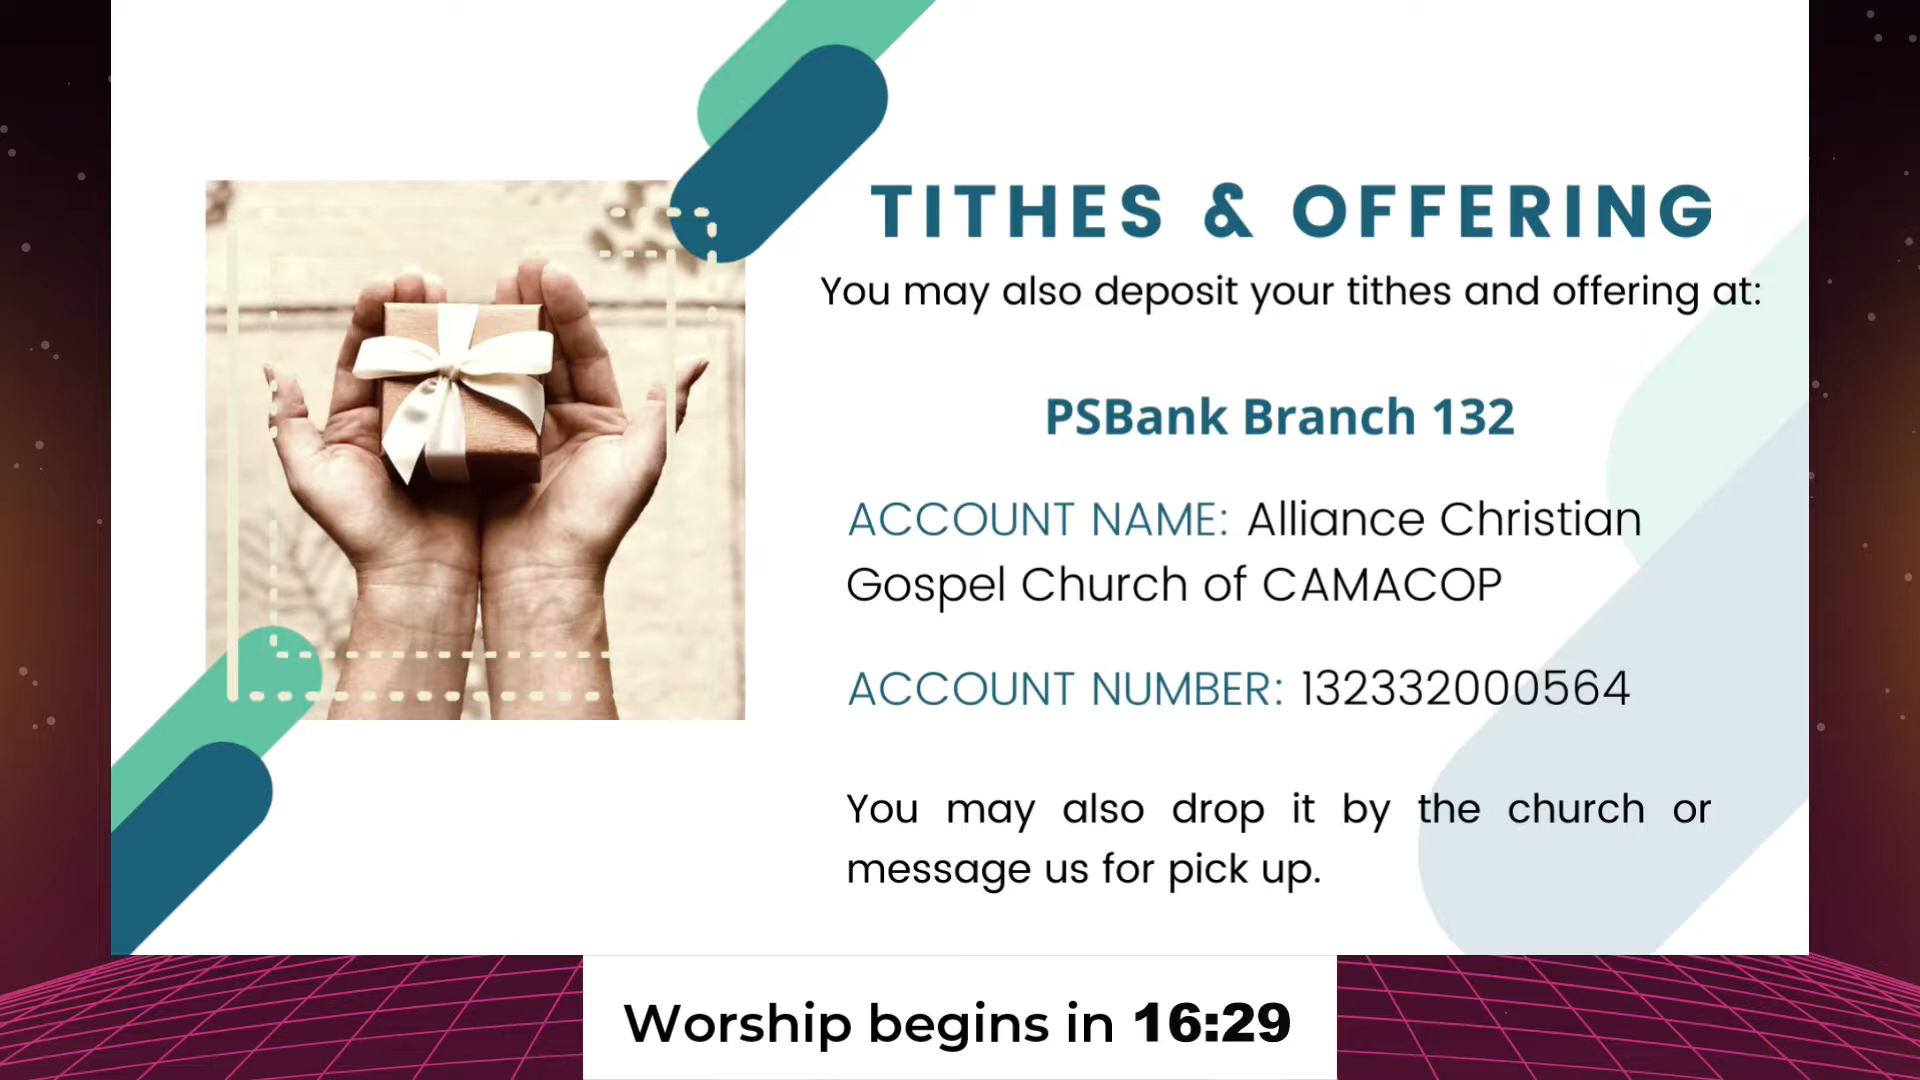 TITHES & OFFERING
You may also deposit your tithes and offering at:
PSBank Branch 132
ACCOUNT NAME: Alliance Christian
Gospel Church of CAMACOP
ACCOUNT NUMBER: 132332000564
You may also drop it by the church or
message us for pick up.
Worship begins in 16:29